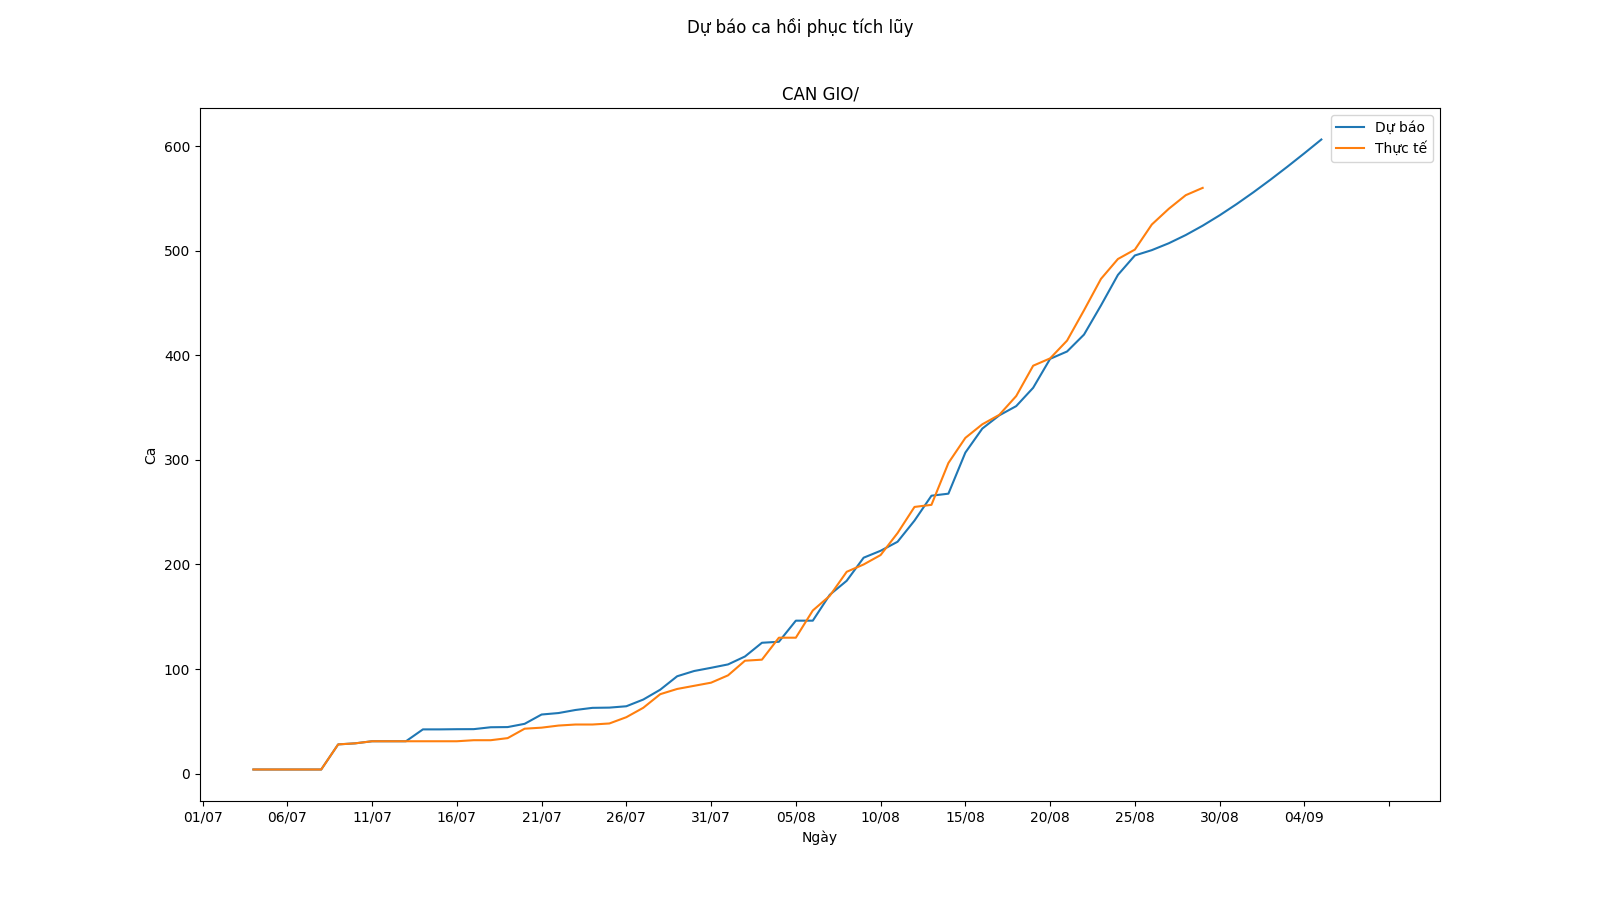 Dự báo ca hồi phục tích lũy
CAN GIO/
Dự báo
Thực tế
600
500
400
300
200
100
0
Ca
01/07 06/07 11/07 16/07 21/07 26/07 31/07 05/08 10/08 15/08 20/08 25/08 30/08 04/09
Ngày